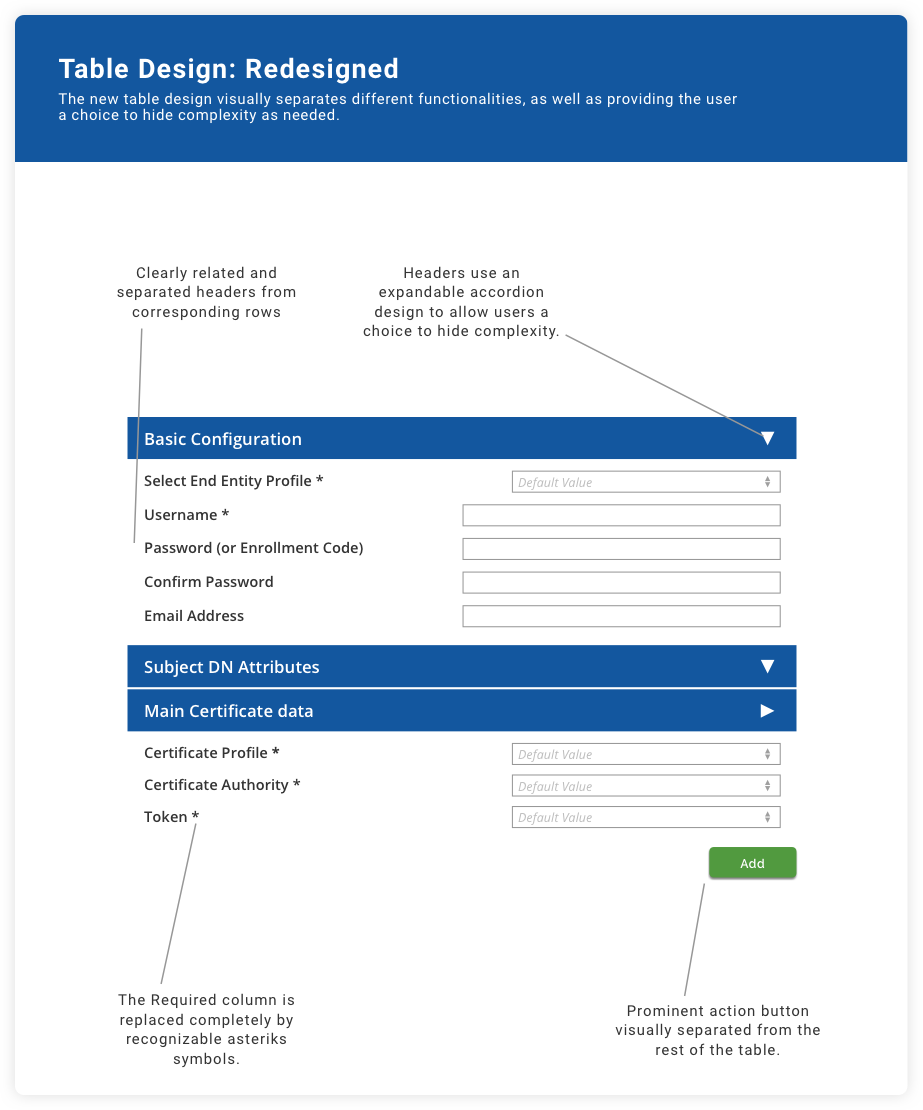 Table Design: Redesigned
The new table design visually separates different functionalities, as well as providing the user
a choice to hide complexity as needed.
Clearly related and
separated headers from
corresponding rows
Headers use an
expandable accordion
design to allow users a
choice to hide complexity.
Basic Configuration
Select End Entity Profile * Default Value
Username *
Password (or Enrollment Code)
Confirm Password
Email Address
Subject DN Attributes
Main Certificate data
Certificate Profile * Default Value
Certificate Authority * Default Value
Token * Default Value
Add
The Required column is
replaced completely by
recognizable asteriks
symbols.
Prominent action button
visually separated from the
rest of the table.